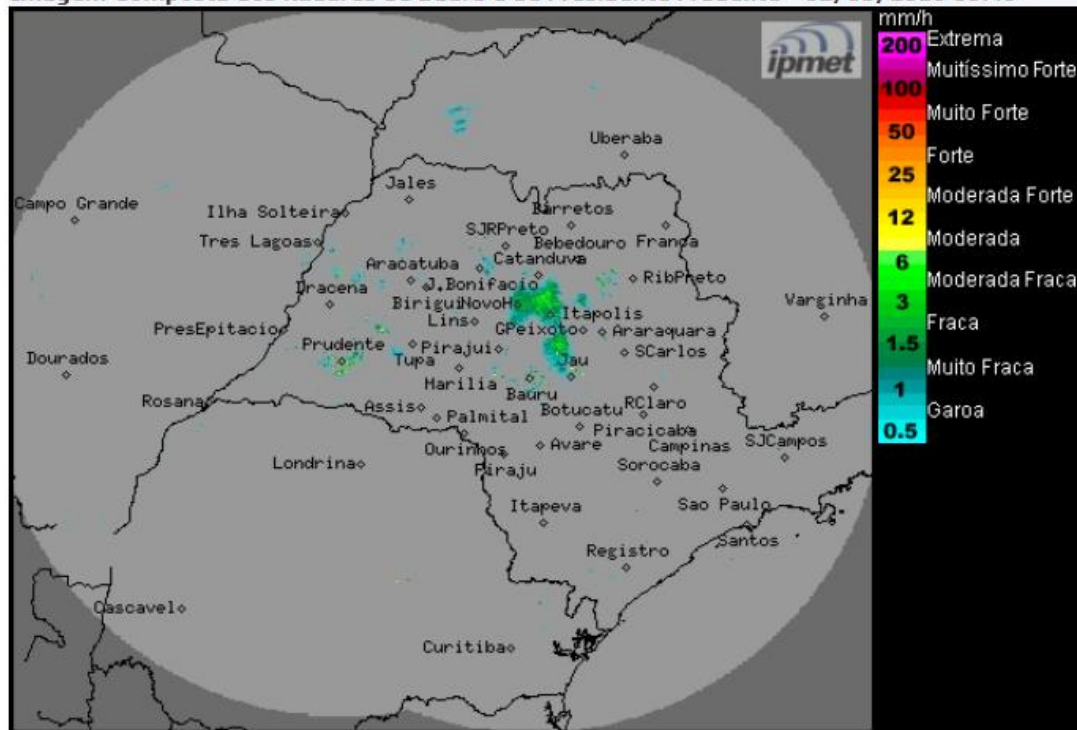 mm/h
ipmet
200 Extrema
Muitíssimo Forte
100
Muito Forte
50
Forte
25
Moderada Forte
12
Moderada
6
Moderada Fraca
3
Fraca
1.5
Muito Fraca
1
Garoa
0.5
Uberaba
Jales
Campo Grande
Ilha Solteira
Barretos
SJRPreto
Tres Lagoas
Bebedouro Franca
Catanduva
Aracatuba
RibPreto
Dracena
J.Bonifacio
Birigui NovoH
Varginha
Itapolis
Lins
PresEpitacio
GPeixoto
Araraquara
Prudente
Pirajui
Dourados
Tupa
Jau
SCarlos
Marilia
Bauru
Rosana
Assis
Palmital
Botucatu
RClaro
Piracicaba
Ourinhos
Avare
Campinas
SJCampos
Londrina
Piraju
Sorocaba
Itapeva
Sao Paulo
Santos
Registro
Cascavel
Curitiba